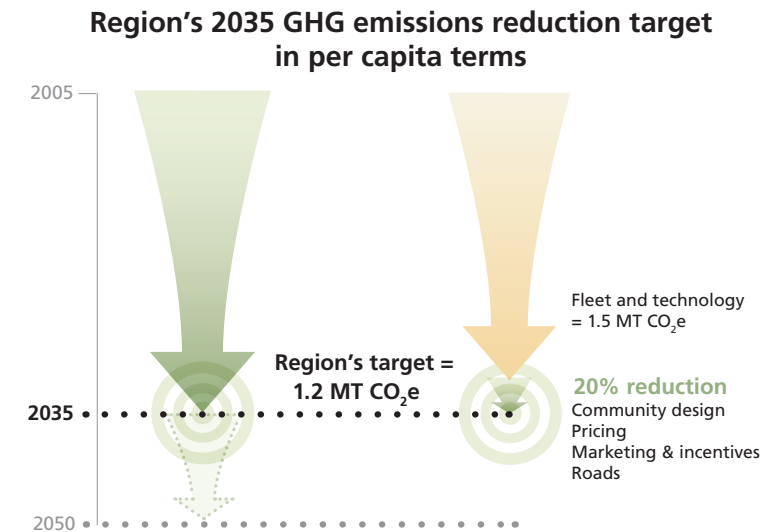 Region’s 2035 GHG emissions reduction target
in per capita terms
2005
Fleet and technology
= 1.5 MT CO₂e
Region’s target =
1.2 MT CO₂e
20% reduction
2035
Community design
Pricing
Marketing & incentives
Roads
2050